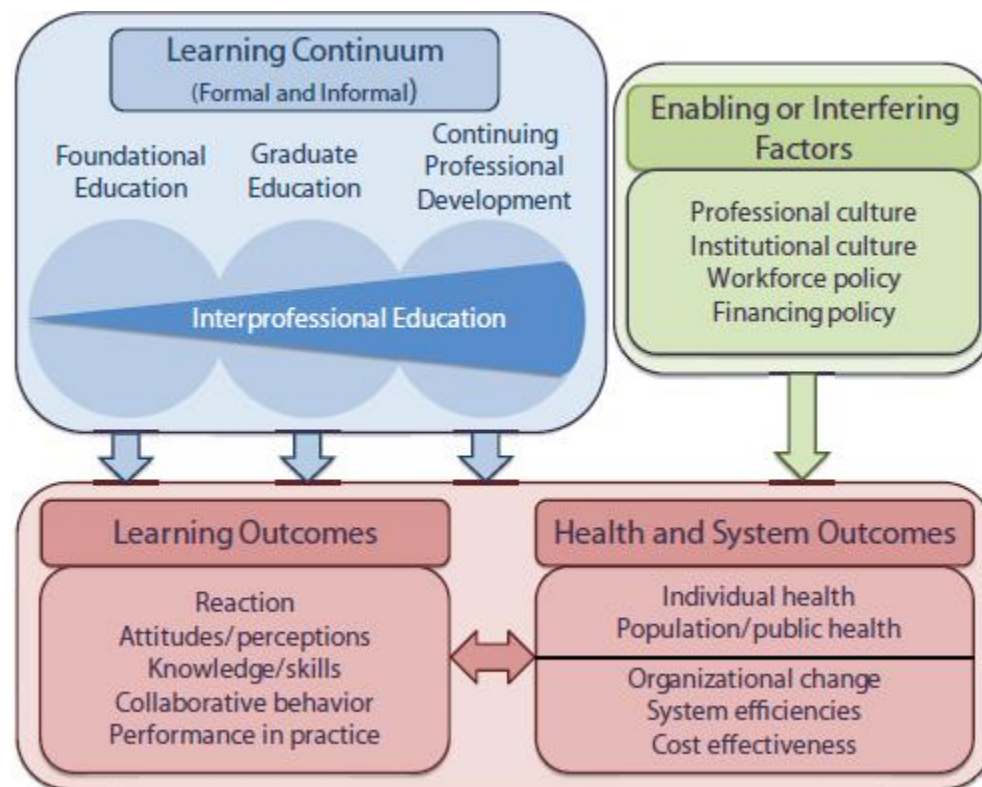 Learning Continuum
(Formal and Informal)
Foundational
Education
Graduate
Education
Continuing
Professional
Development
Interprofessional Education
Enabling or Interfering
Factors
Professional culture
Institutional culture
Workforce policy
Financing policy
Learning Outcomes
Reaction
Attitudes/perceptions
Knowledge/skills
Collaborative behavior
Performance in practice
Health and System Outcomes
Individual health
Population/public health
Organizational change
System efficiencies
Cost effectiveness